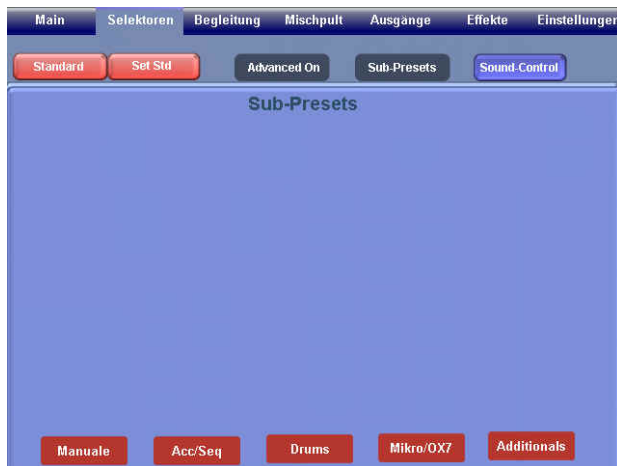 Main Selektoren Begleitung Mischpult Ausgänge Effekte Einstellunger
Standard Set Std Advanced On Sub-Presets Sound-Control
Sub-Presets
Manuale Acc/Seq Drums Mikro/OX7 Additionals